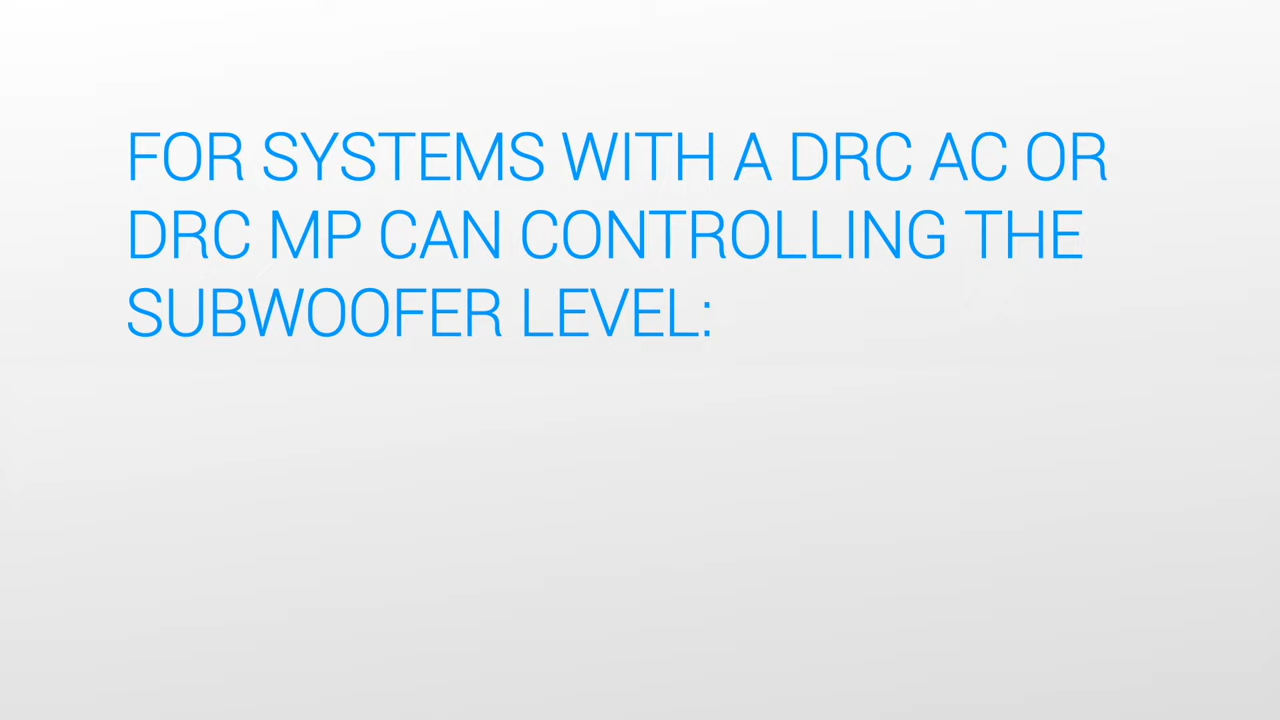 FOR SYSTEMS WITH A DRC AC OR
DRC MP CAN CONTROLLING THE
SUBWOOFER LEVEL: